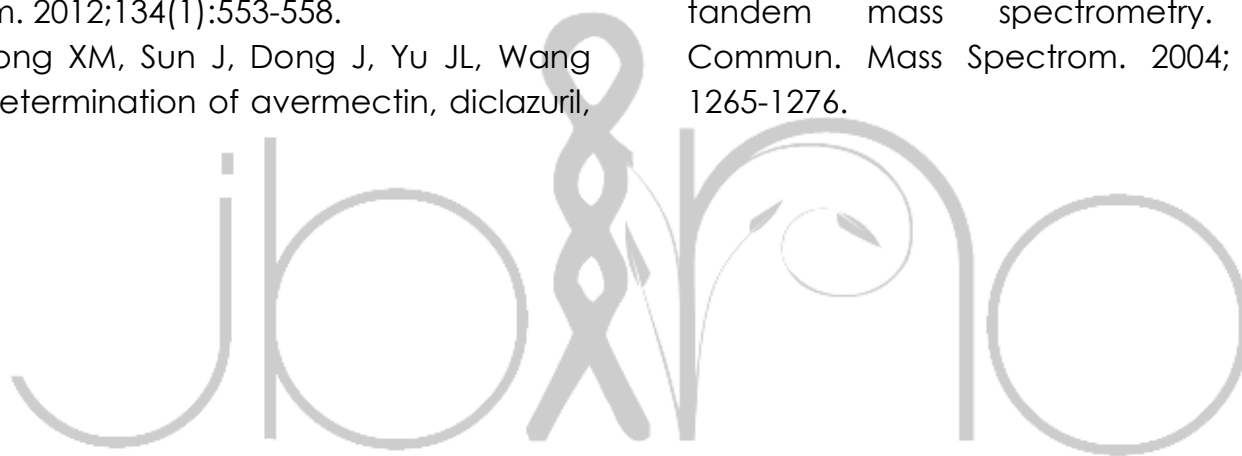 m. 2012;134(1):553-558.
ong XM, Sun J, Dong J, Yu JL, Wang
etermination of avermectin, diclazuril,
tandem mass spectrometry.
Commun. Mass Spectrom. 2004;
1265-1276.
jbino